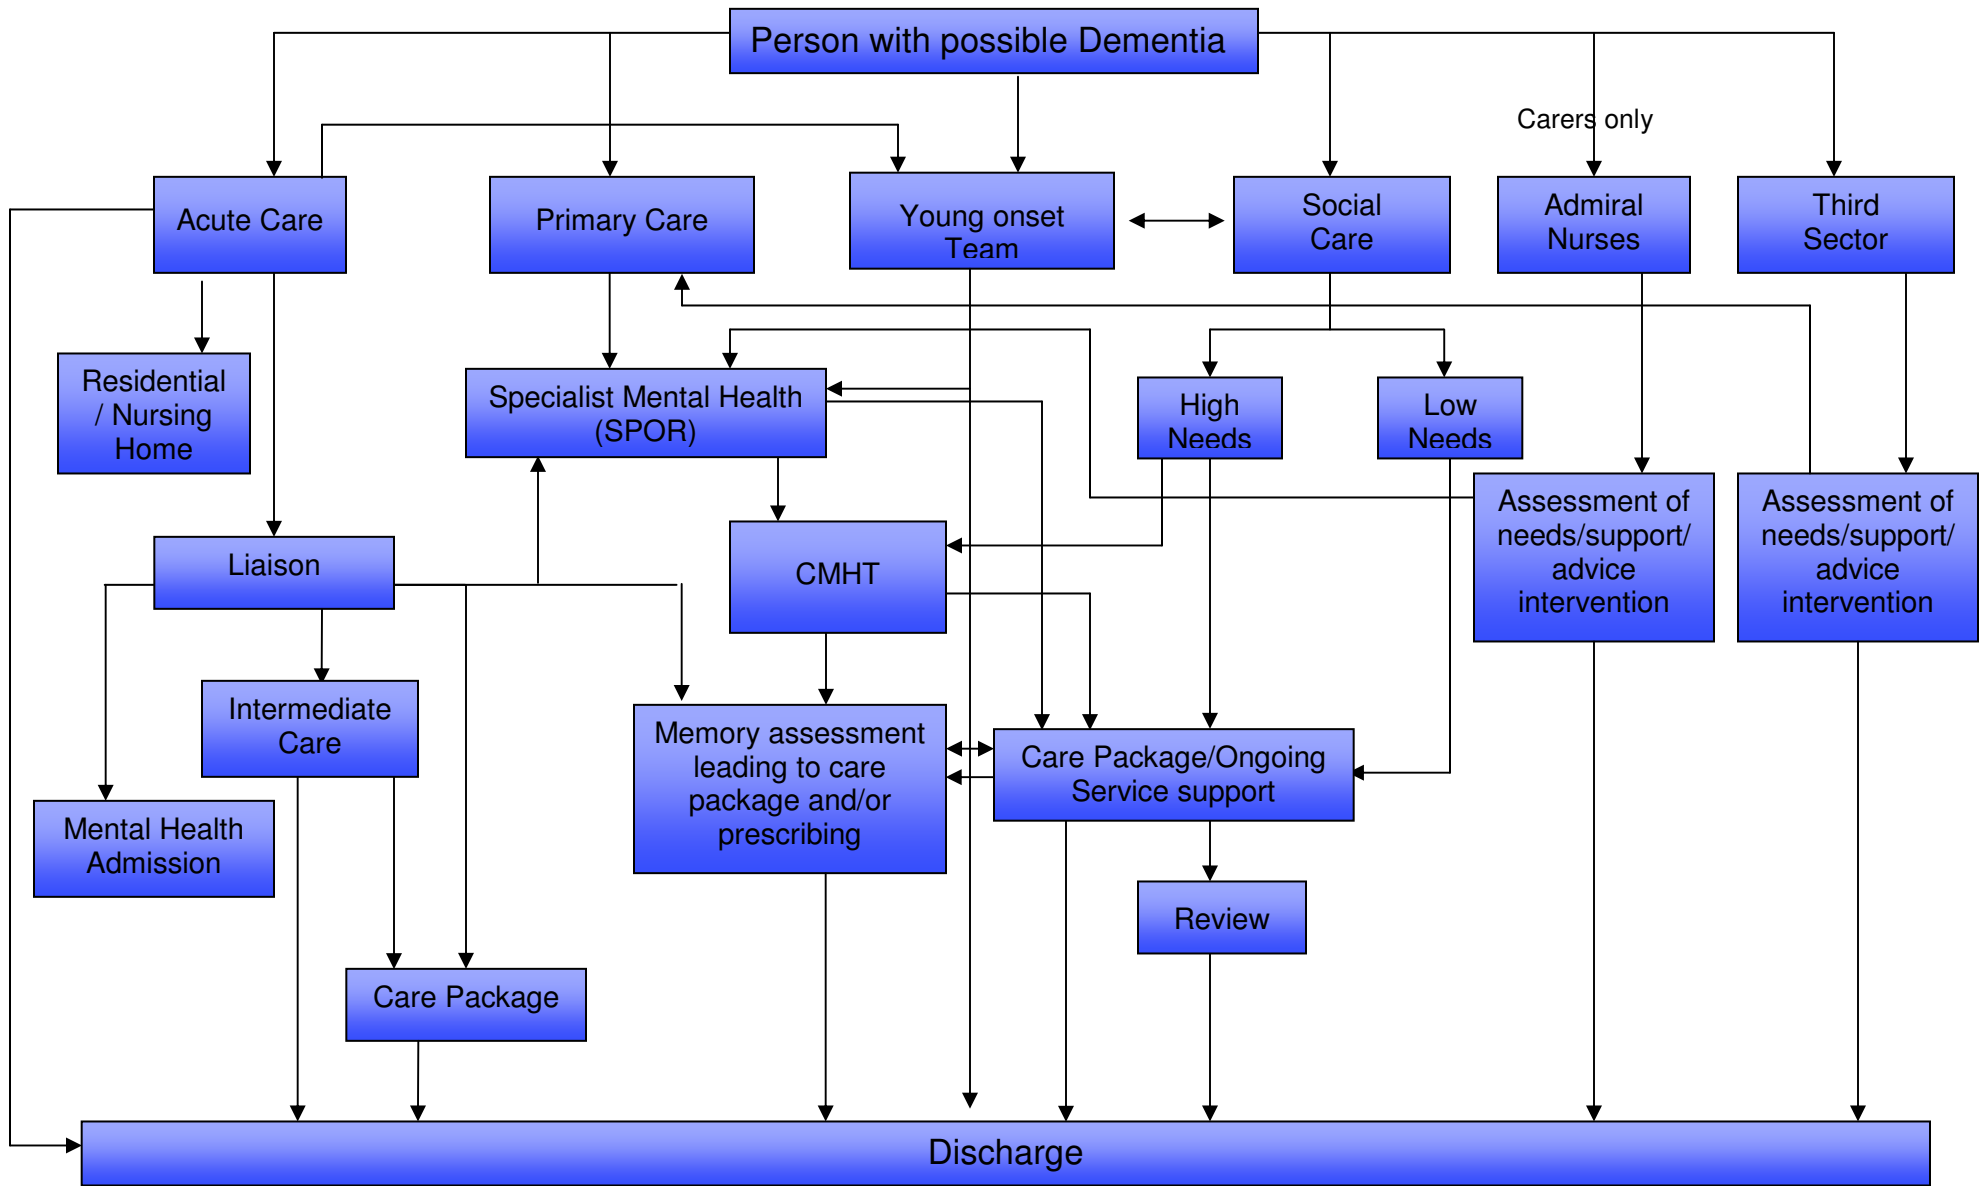 Person with possible Dementia
Carers only
Acute Care
Primary Care
Young onset
Team
Social
Care
Admiral
Nurses
Third
Sector
Residential
/ Nursing
Home
Specialist Mental Health
(SPOR)
High
Needs
Low
Needs
Assessment of
needs/support/
advice
intervention
Assessment of
needs/support/
advice
intervention
Liaison
CMHT
Intermediate
Care
Memory assessment
leading to care
package and/or
prescribing
Care Package/Ongoing
Service support
Mental Health
Admission
Review
Care Package
Discharge